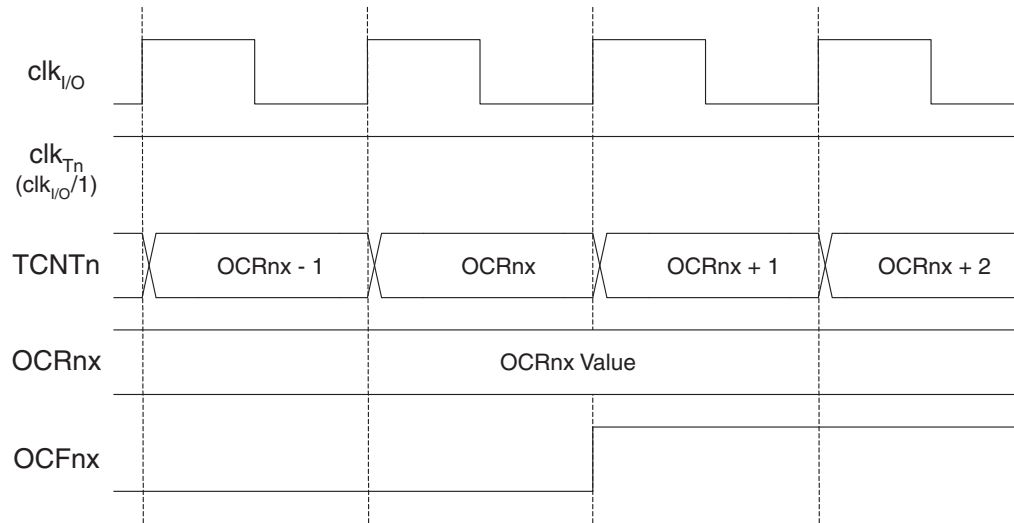 clkI/O
clkTn
(clkI/O/1)
TCNTn
OCRnx - 1
OCRnx
OCRnx + 1
OCRnx + 2
OCRnx
OCRnx Value
OCFnx